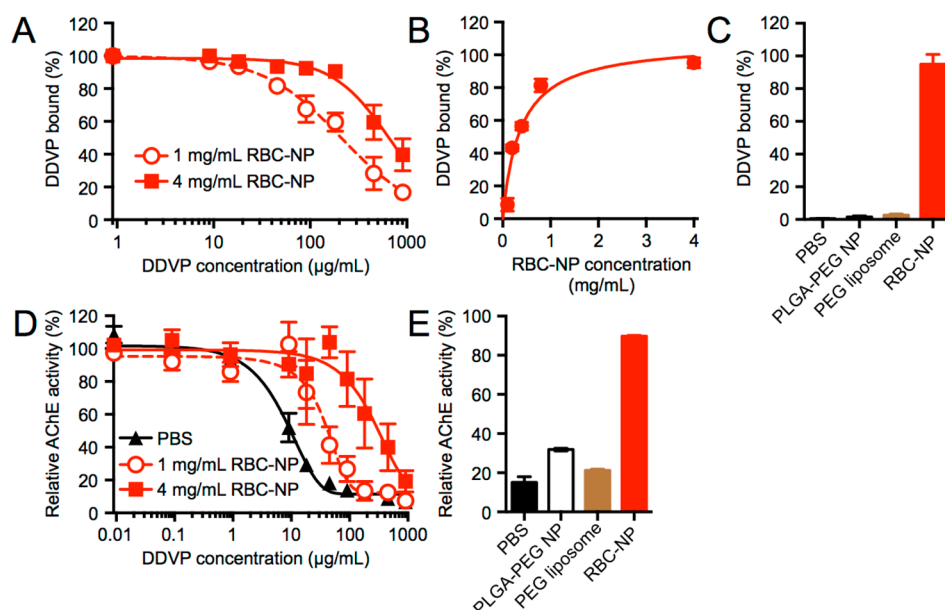 A
DDVP bound (%)
120
100
80
60
40
20
0
1 mg/mL RBC-NP
4 mg/mL RBC-NP
1
10
100
1000
DDVP concentration (µg/mL)
B
DDVP bound (%)
120
100
80
60
40
20
0
0
1
2
3
4
RBC-NP concentration
(mg/mL)
C
DDVP bound (%)
120
100
80
60
40
20
0
PBS
PLGA-PEG NP
PEG liposome
RBC-NP
D
Relative AChE activity (%)
120
100
80
60
40
20
0
PBS
1 mg/mL RBC-NP
4 mg/mL RBC-NP
0.01
0.1
1
10
100
1000
DDVP concentration (µg/mL)
E
Relative AChE activity (%)
100
80
60
40
20
0
PBS
PLGA-PEG NP
PEG liposome
RBC-NP